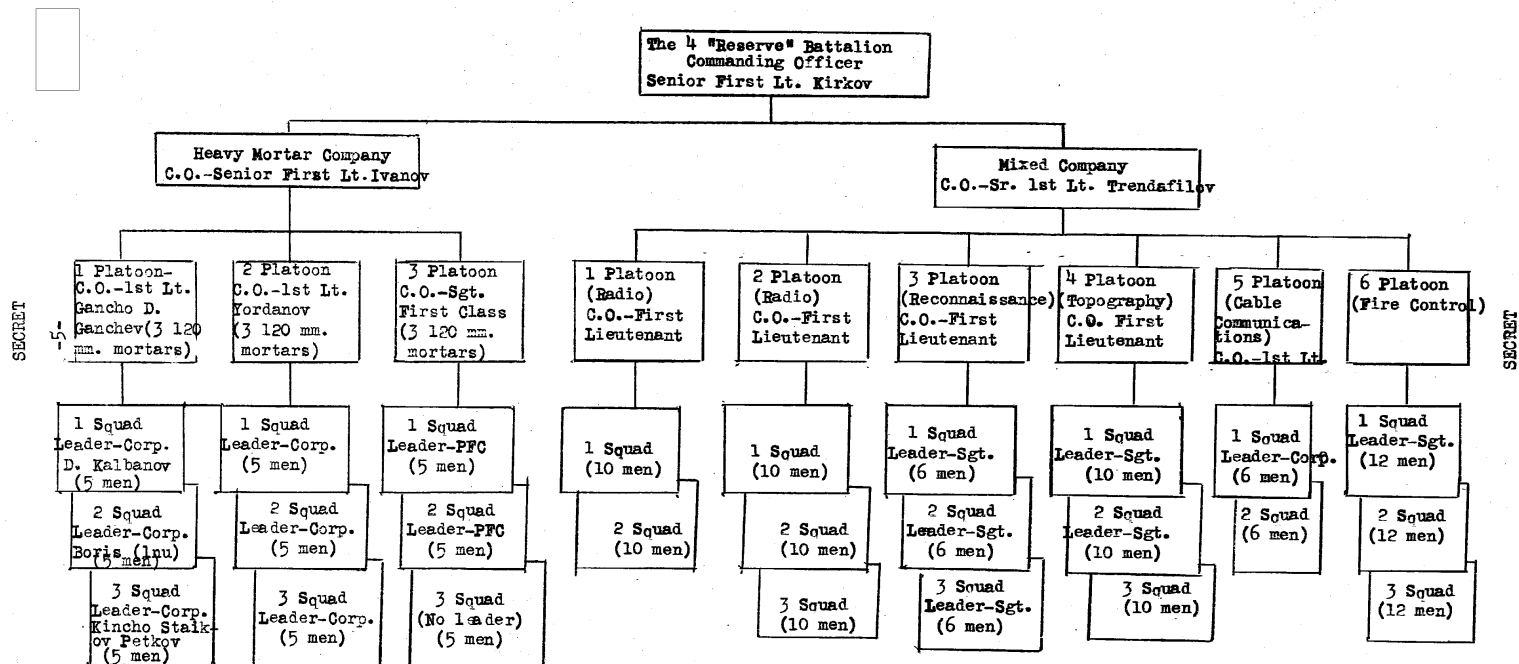 The 4 "Reserve" Battalion
Commanding Officer
Senior First Lt. Kirkov
Heavy Mortar Company
C.O.-Senior First Lt.Ivanov
Mixed Company
C.O.-Sr. 1st Lt. Trendafilov
1 Platoon-
C.O.-1st Lt.
Gancho D.
Ganchev(3 120
mm. mortars)
2 Platoon
C.O.-1st Lt.
Yordanov
(3 120 mm.
mortars)
3 Platoon
C.O.-Sgt.
First Class
(3 120 mm.
mortars)
1 Platoon
(Radio)
C.O.-First
Lieutenant
2 Platoon
(Radio)
C.O.-First
Lieutenant
3 Platoon
(Reconnaissance)
C.O.-First
Lieutenant
4 Platoon
(Topography)
C.O. First
Lieutenant
5 Platoon
(Cable
Communica-
tions)
C.O.-1st Lt.
6 Platoon
(Fire Control)
SECRET
-5-
SECRET
1 Squad
Leader-Corp.
D. Kalbanov
(5 men)
2 Squad
Leader-Corp.
Boris (lnu)
(5 men)
3 Squad
Leader-Corp.
Kincho Staik-
ov Petkov
(5 men)
1 Squad
Leader-Corp.
(5 men)
2 Squad
Leader-Corp.
(5 men)
3 Squad
Leader-Corp.
(5 men)
1 Squad
Leader-PFC
(5 men)
2 Squad
Leader-PFC
(5 men)
3 Squad
(No leader)
(5 men)
1 Squad
(10 men)
2 Squad
(10 men)
1 Squad
(10 men)
2 Squad
(10 men)
3 Squad
(10 men)
1 Squad
Leader-Sgt.
(6 men)
2 Squad
Leader-Sgt.
(6 men)
3 Squad
Leader-Sgt.
(6 men)
1 Squad
Leader-Sgt.
(10 men)
2 Squad
Leader-Sgt.
(10 men)
3 Squad
(10 men)
1 Squad
Leader-Corp.
(6 men)
2 Squad
(6 men)
1 Squad
Leader-Sgt.
(12 men)
2 Squad
(12 men)
3 Squad
(12 men)